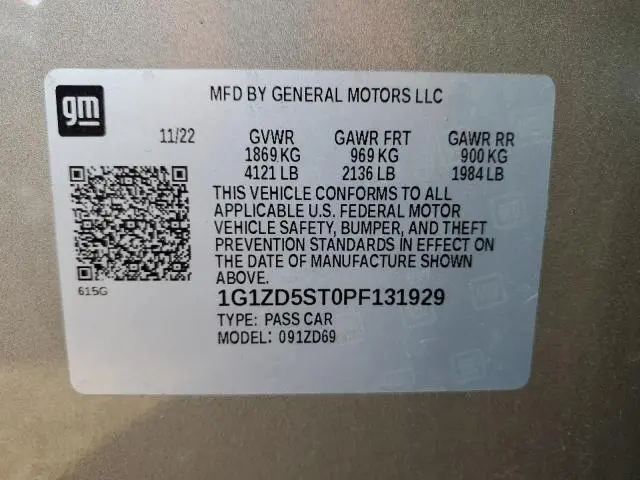 gm
MFD BY GENERAL MOTORS LLC
11/22 GVWR GAWR FRT GAWR RR
1869 KG 969 KG 900 KG
4121 LB 2136 LB 1984 LB
THIS VEHICLE CONFORMS TO ALL
APPLICABLE U.S. FEDERAL MOTOR
VEHICLE SAFETY, BUMPER, AND THEFT
PREVENTION STANDARDS IN EFFECT ON
THE DATE OF MANUFACTURE SHOWN
ABOVE.
615G
1G1ZD5ST0PF131929
TYPE: PASS CAR
MODEL: 091ZD69